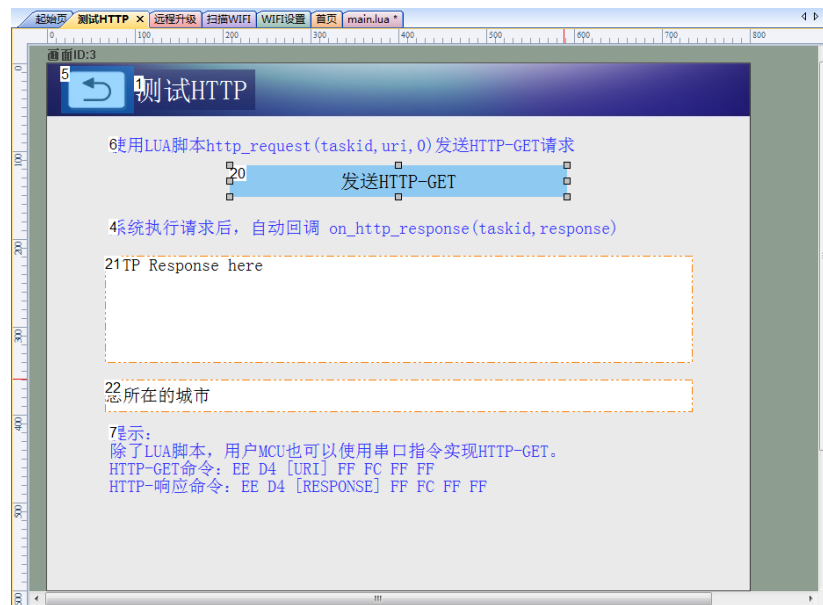 起始页 测试HTTP × 远程升级 扫描WIFI WIFI设置 首页 main.lua *
0 100 200 300 400 500 600 700 800
画面ID:3
5 1 测试HTTP
6 使用LUA脚本http_request(taskid,uri,0)发送HTTP-GET请求
100
20 发送HTTP-GET
4 系统执行请求后，自动回调 on_http_response(taskid,response)
200
21 TP Response here
300
22 您所在的城市
400
7 提示：
除了LUA脚本，用户MCU也可以使用串口指令实现HTTP-GET。
HTTP-GET命令：EE D4 [URI] FF FC FF FF
HTTP-响应命令：EE D4 [RESPONSE] FF FC FF FF
500
600